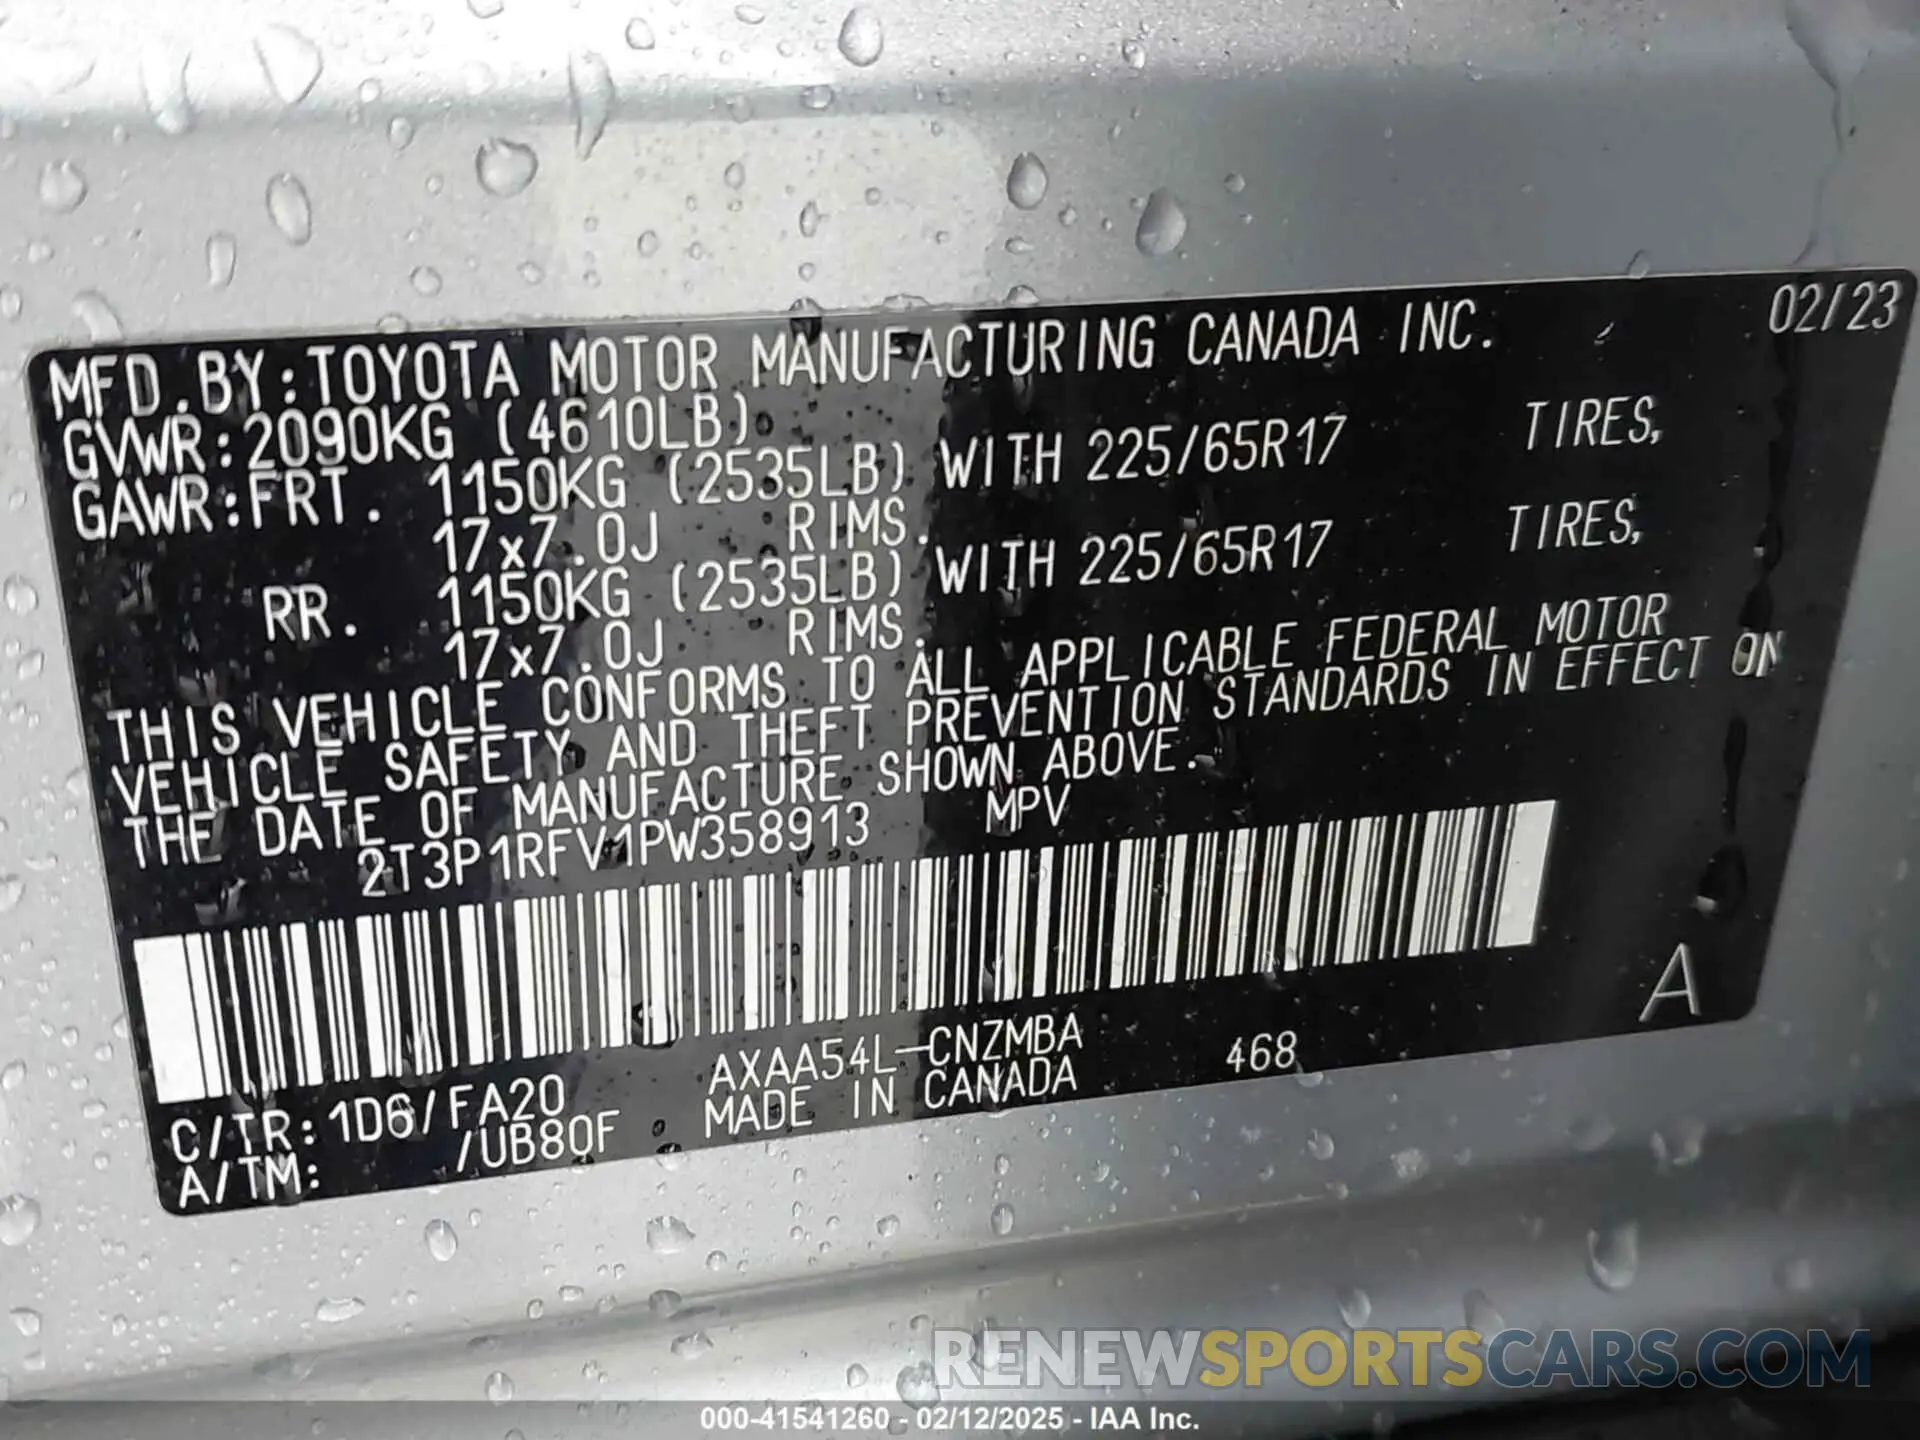 02/23
MFD.BY:TOYOTA MOTOR MANUFACTURING CANADA INC.
GVWR:2090KG (4610LB)
GAWR:FRT. 1150KG (2535LB) WITH 225/65R17 TIRES,
17x7.0J RIMS.
RR. 1150KG (2535LB) WITH 225/65R17 TIRES,
17x7.0J RIMS.
THIS VEHICLE CONFORMS TO ALL APPLICABLE FEDERAL MOTOR
VEHICLE SAFETY AND THEFT PREVENTION STANDARDS IN EFFECT ON
THE DATE OF MANUFACTURE SHOWN ABOVE.
2T3P1RFV1PW358913 MPV
A
AXAA54L-CNZMBA 468
C/TR:1D6/FA20 MADE IN CANADA
A/TM: /UB80F
RENEWSPORTSCARS.COM
000-41541260 - 02/12/2025 - IAA Inc.